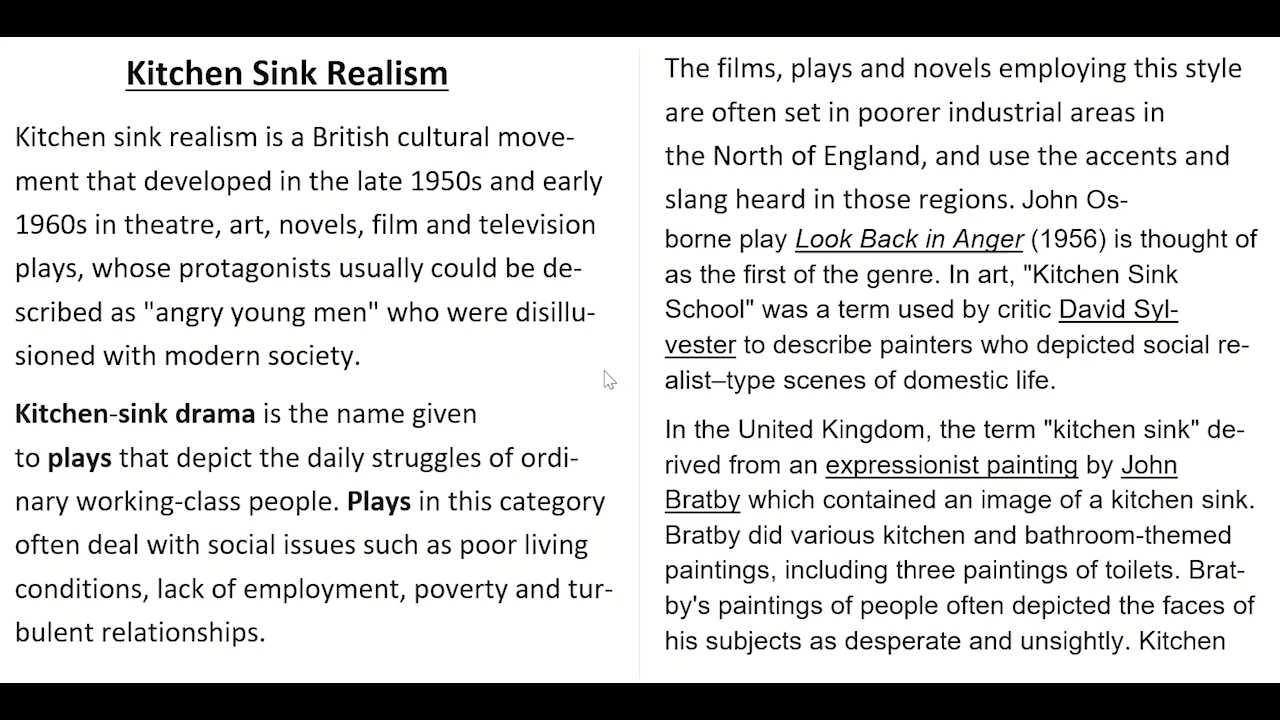 Kitchen Sink Realism
Kitchen sink realism is a British cultural move-
ment that developed in the late 1950s and early
1960s in theatre, art, novels, film and television
plays, whose protagonists usually could be de-
scribed as "angry young men" who were disillu-
sioned with modern society.
Kitchen-sink drama is the name given
to plays that depict the daily struggles of ordi-
nary working-class people. Plays in this category
often deal with social issues such as poor living
conditions, lack of employment, poverty and tur-
bulent relationships.
The films, plays and novels employing this style
are often set in poorer industrial areas in
the North of England, and use the accents and
slang heard in those regions. John Os-
borne play Look Back in Anger (1956) is thought of
as the first of the genre. In art, "Kitchen Sink
School" was a term used by critic David Syl-
vester to describe painters who depicted social re-
alist–type scenes of domestic life.
In the United Kingdom, the term "kitchen sink" de-
rived from an expressionist painting by John
Bratby which contained an image of a kitchen sink.
Bratby did various kitchen and bathroom-themed
paintings, including three paintings of toilets. Brat-
by's paintings of people often depicted the faces of
his subjects as desperate and unsightly. Kitchen